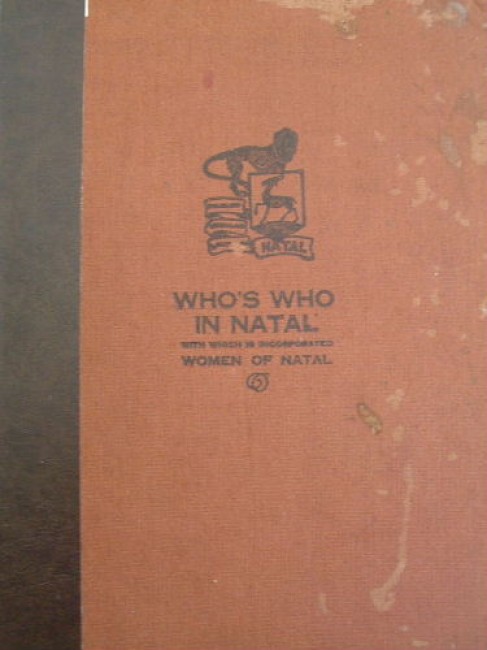 NATAL
WHO'S WHO
IN NATAL
WITH WHICH IS INCORPORATED
WOMEN OF NATAL